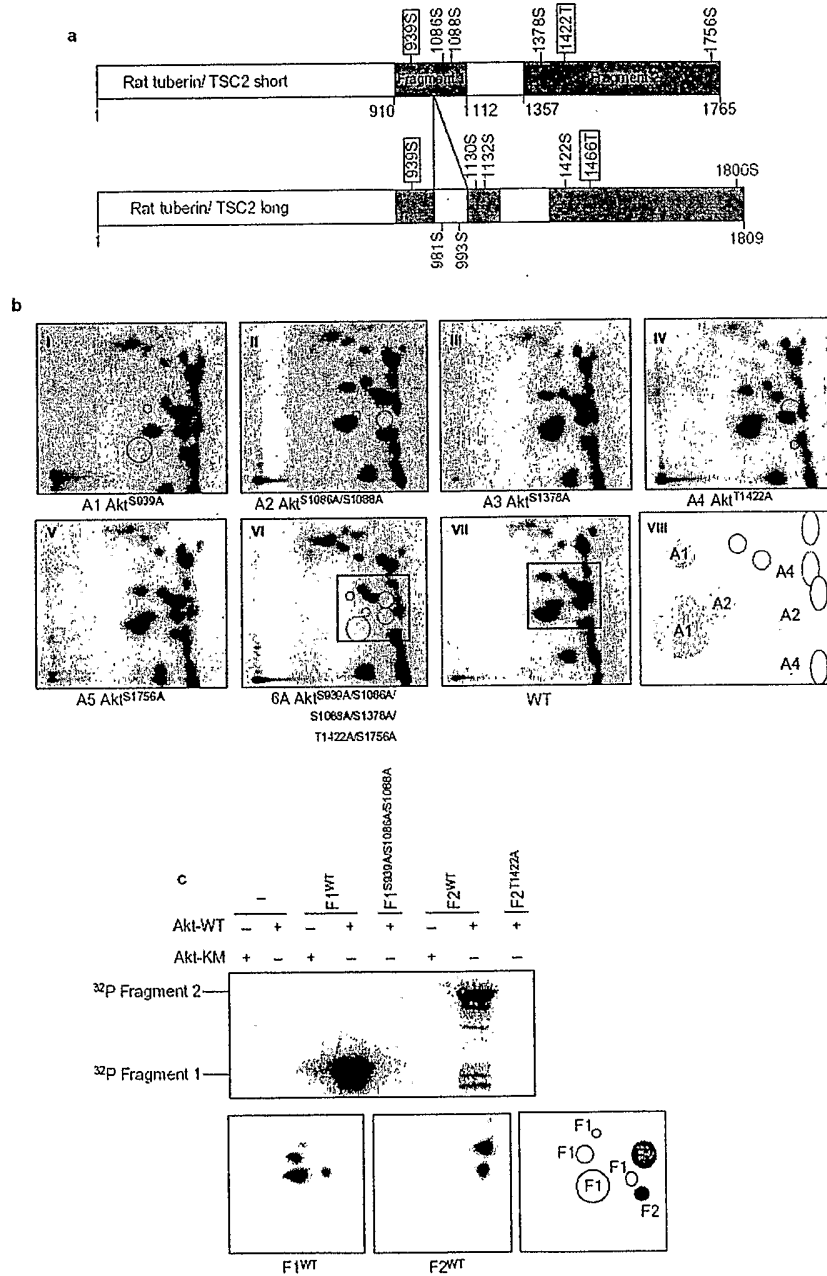 a
939S
1086S
1088S
1378S
1422T
1756S
Rat tuberin/ TSC2 short
Fragment 1
Fragment 2
1
910
1112
1357
1765
939S
1130S
1132S
1422S
1466T
1806S
Rat tuberin/ TSC2 long
1
981S
993S
1809
b
I
II
III
IV
A1 Akt S939A
A2 Akt S1086A/S1088A
A3 Akt S1378A
A4 Akt T1422A
V
VI
VII
VIII
A1
A4
A2
A1
A2
A4
A5 Akt S1756A
6A Akt S939A/S1086A/
S1068A/S1378A/
T1422A/S1756A
WT
c
–
F1 WT
F1 S939A/S1086A/S1088A
F2 WT
F2 T1422A
Akt-WT – + – + + – + +
Akt-KM + – + – – + – –
32P Fragment 2
32P Fragment 1
F1
F1
F1
F1
F2
F1 WT
F2 WT